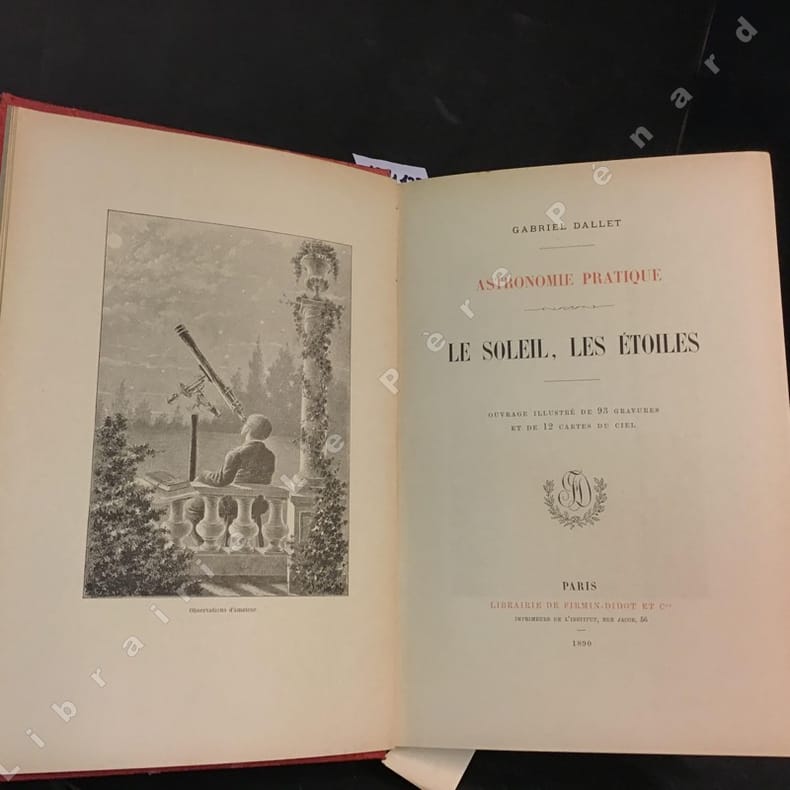 Observations d'amateur.
GABRIEL DALLET
ASTRONOMIE PRATIQUE
LE SOLEIL, LES ÉTOILES
OUVRAGE ILLUSTRÉ DE 93 GRAVURES
ET DE 12 CARTES DU CIEL
FD
PARIS
LIBRAIRIE DE FIRMIN-DIDOT ET Cie
IMPRIMEURS DE L'INSTITUT, RUE JACOB, 56
1890
Librairie Le Père Pénard